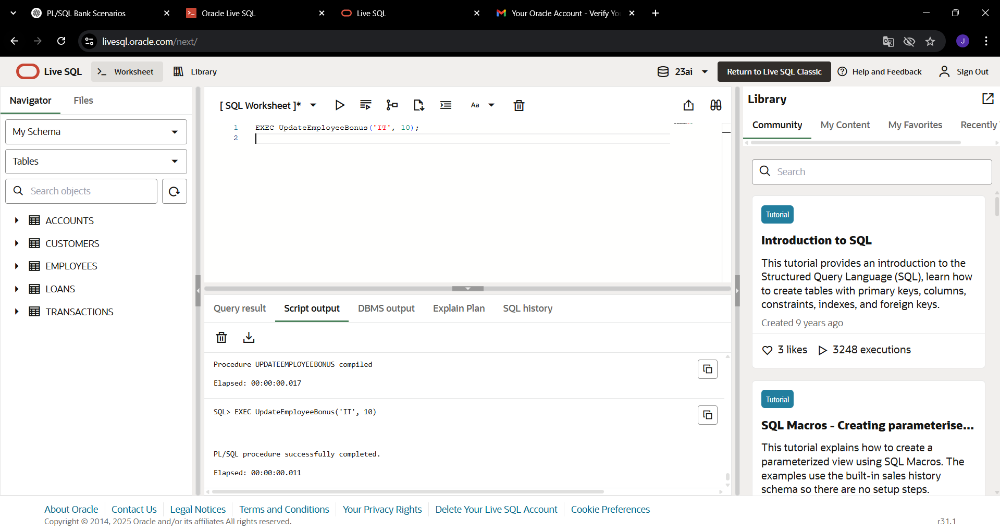 PL/SQL Bank Scenarios
Oracle Live SQL
Live SQL
Your Oracle Account - Verify Yo
livesql.oracle.com/next/
J
Live SQL
Worksheet
Library
23ai
Return to Live SQL Classic
Help and Feedback
Sign Out
Navigator
Files
My Schema
Tables
Search objects
ACCOUNTS
CUSTOMERS
EMPLOYEES
LOANS
TRANSACTIONS
[ SQL Worksheet ]*
Aa
1 EXEC UpdateEmployeeBonus('IT', 10);
2
Query result
Script output
DBMS output
Explain Plan
SQL history
Procedure UPDATEEMPLOYEEBONUS compiled
Elapsed: 00:00:00.017
SQL> EXEC UpdateEmployeeBonus('IT', 10)
PL/SQL procedure successfully completed.
Elapsed: 00:00:00.011
Library
Community
My Content
My Favorites
Recently
Search
Tutorial
Introduction to SQL
This tutorial provides an introduction to the
Structured Query Language (SQL), learn how
to create tables with primary keys, columns,
constraints, indexes, and foreign keys.
Created 9 years ago
3 likes
3248 executions
Tutorial
SQL Macros - Creating parameterise...
This tutorial explains how to create a
parameterized view using SQL Macros. The
examples use the built-in sales history
schema so there are no setup steps.
About Oracle
Contact Us
Legal Notices
Terms and Conditions
Your Privacy Rights
Delete Your Live SQL Account
Cookie Preferences
Copyright © 2014, 2025 Oracle and/or its affiliates All rights reserved.
r31.1